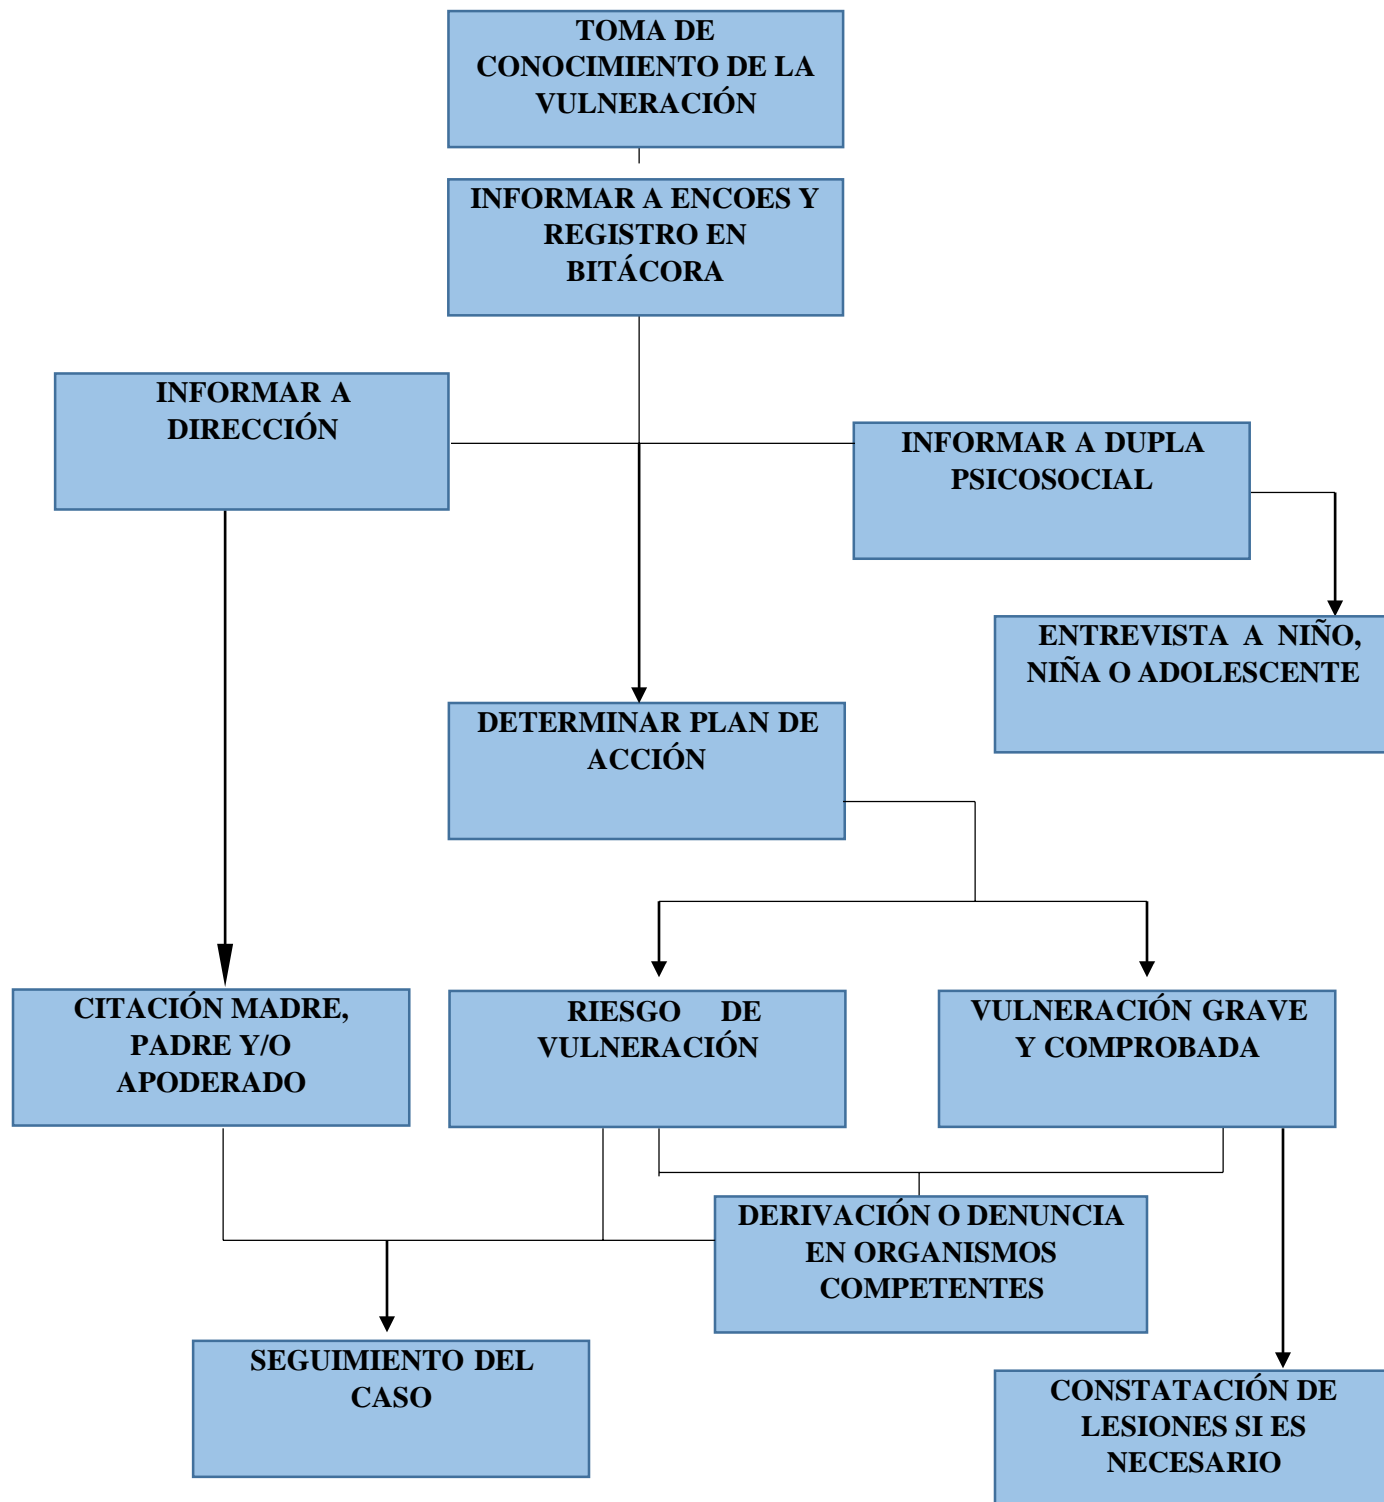 TOMA DE
CONOCIMIENTO DE LA
VULNERACIÓN
INFORMAR A ENCOES Y
REGISTRO EN
BITÁCORA
INFORMAR A
DIRECCIÓN
INFORMAR A DUPLA
PSICOSOCIAL
ENTREVISTA A NIÑO,
NIÑA O ADOLESCENTE
DETERMINAR PLAN DE
ACCIÓN
CITACIÓN MADRE,
PADRE Y/O
APODERADO
RIESGO DE
VULNERACIÓN
VULNERACIÓN GRAVE
Y COMPROBADA
DERIVACIÓN O DENUNCIA
EN ORGANISMOS
COMPETENTES
SEGUIMIENTO DEL
CASO
CONSTATACIÓN DE
LESIONES SI ES
NECESARIO